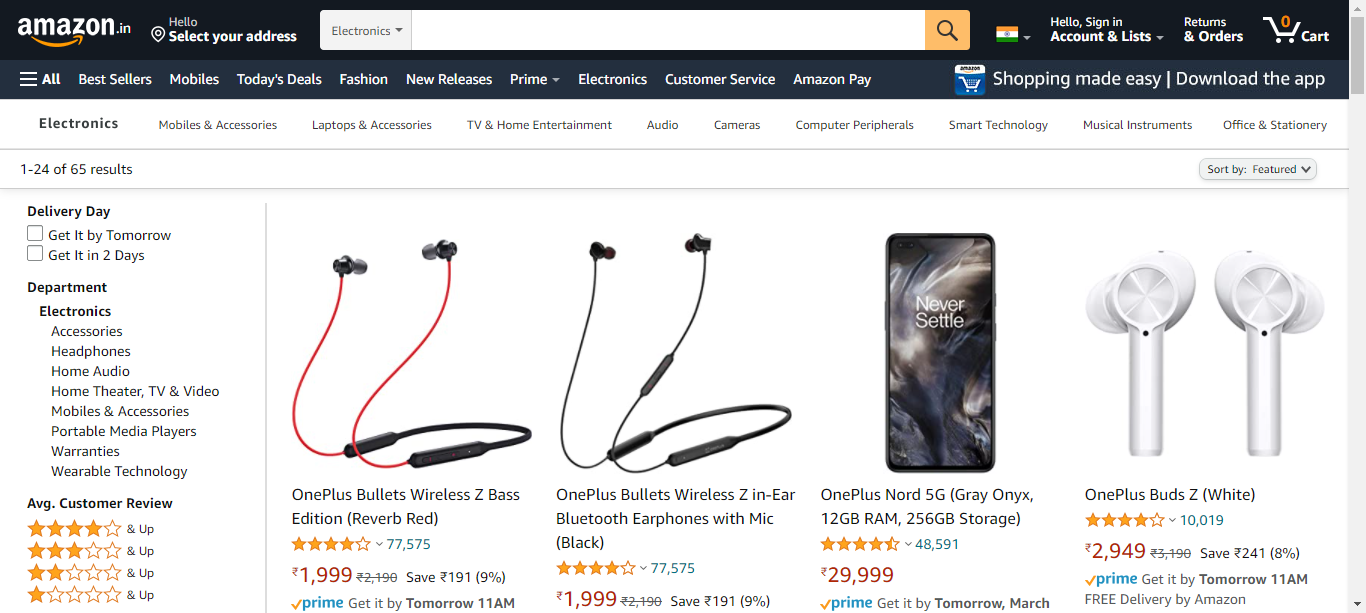 amazon.in
Hello
Select your address
Electronics
Hello, Sign in
Account & Lists
Returns
& Orders
0
Cart
All
Best Sellers
Mobiles
Today's Deals
Fashion
New Releases
Prime
Electronics
Customer Service
Amazon Pay
amazon
Shopping made easy | Download the app
Electronics
Mobiles & Accessories
Laptops & Accessories
TV & Home Entertainment
Audio
Cameras
Computer Peripherals
Smart Technology
Musical Instruments
Office & Stationery
1-24 of 65 results
Sort by: Featured
Delivery Day
Get It by Tomorrow
Get It in 2 Days
Department
Electronics
Accessories
Headphones
Home Audio
Home Theater, TV & Video
Mobiles & Accessories
Portable Media Players
Warranties
Wearable Technology
Avg. Customer Review
& Up
& Up
& Up
& Up
OnePlus Bullets Wireless Z Bass
Edition (Reverb Red)
77,575
₹1,999 ₹2,190 Save ₹191 (9%)
prime Get it by Tomorrow 11AM
OnePlus Bullets Wireless Z in-Ear
Bluetooth Earphones with Mic
(Black)
77,575
₹1,999 ₹2,190 Save ₹191 (9%)
Never
Settle
OnePlus Nord 5G (Gray Onyx,
12GB RAM, 256GB Storage)
48,591
₹29,999
prime Get it by Tomorrow, March
OnePlus Buds Z (White)
10,019
₹2,949 ₹3,190 Save ₹241 (8%)
prime Get it by Tomorrow 11AM
FREE Delivery by Amazon